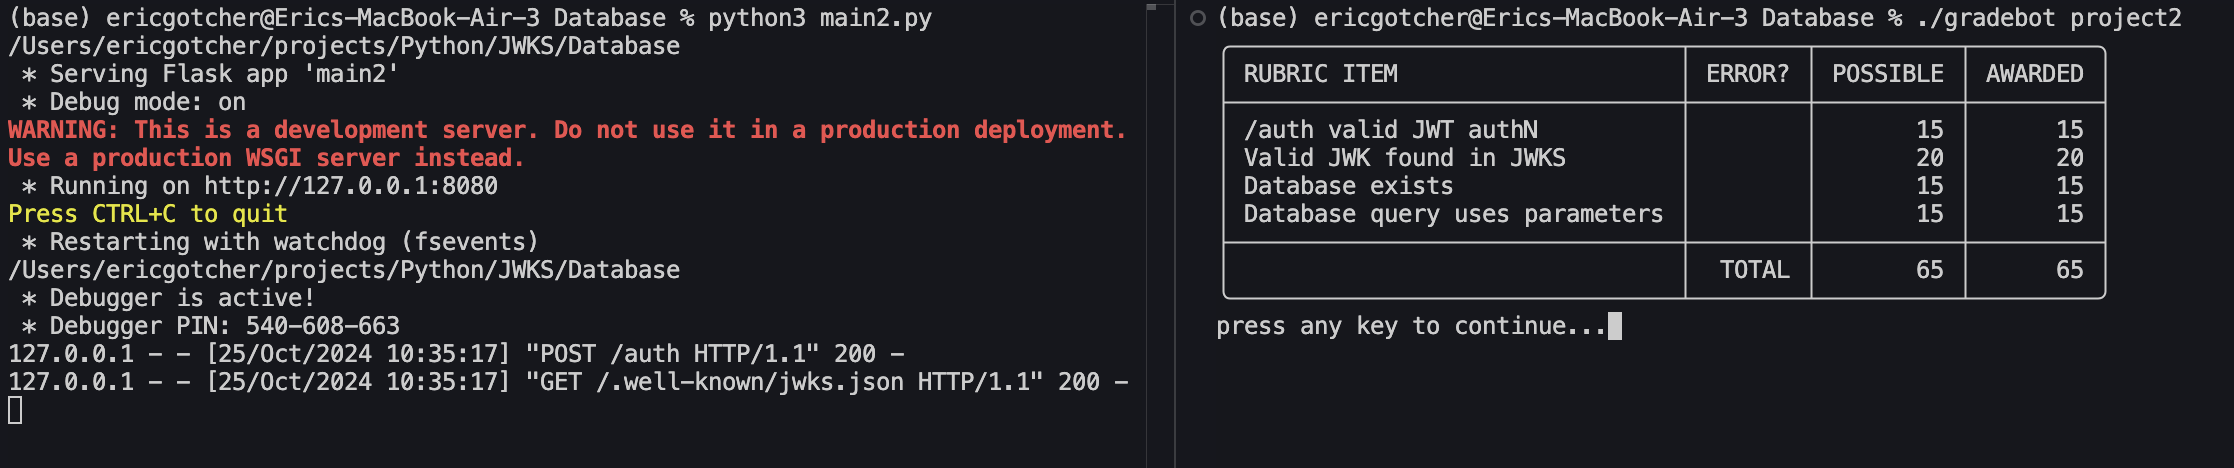 (base) ericgotcher@Erics-MacBook-Air-3 Database % python3 main2.py
/Users/ericgotcher/projects/Python/JWKS/Database
 * Serving Flask app 'main2'
 * Debug mode: on
WARNING: This is a development server. Do not use it in a production deployment.
Use a production WSGI server instead.
 * Running on http://127.0.0.1:8080
Press CTRL+C to quit
 * Restarting with watchdog (fsevents)
/Users/ericgotcher/projects/Python/JWKS/Database
 * Debugger is active!
 * Debugger PIN: 540-608-663
127.0.0.1 - - [25/Oct/2024 10:35:17] "POST /auth HTTP/1.1" 200 -
127.0.0.1 - - [25/Oct/2024 10:35:17] "GET /.well-known/jwks.json HTTP/1.1" 200 -
(base) ericgotcher@Erics-MacBook-Air-3 Database % ./gradebot project2
RUBRIC ITEM ERROR? POSSIBLE AWARDED
/auth valid JWT authN 15 15
Valid JWK found in JWKS 20 20
Database exists 15 15
Database query uses parameters 15 15
TOTAL 65 65
press any key to continue...